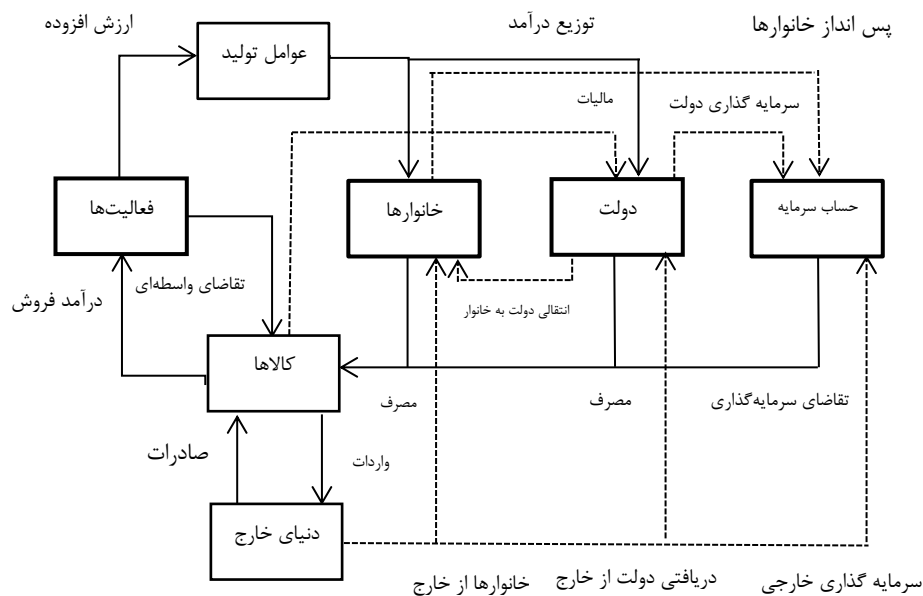 ارزش افزوده
عوامل تولید
توزیع درآمد
پس انداز خانوارها
مالیات
سرمایه گذاری دولت
فعالیت‌ها
خانوارها
دولت
حساب سرمایه
درآمد فروش
تقاضای واسطه‌ای
انتقالی دولت به خانوار
کالاها
مصرف
مصرف
تقاضای سرمایه‌گذاری
صادرات
واردات
دنیای خارج
خانوارها از خارج
دریافتی دولت از خارج
سرمایه گذاری خارجی